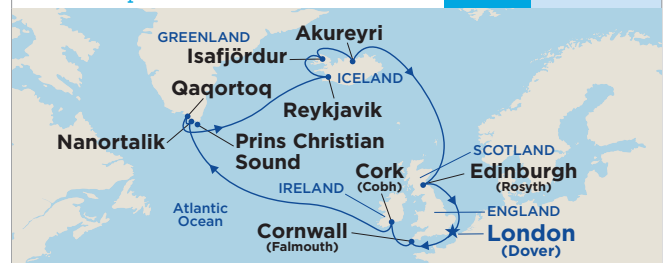 GREENLAND
Akureyri
Isafjördur
ICELAND
Qaqortoq
Reykjavik
Nanortalik
Prins Christian
Sound
SCOTLAND
Cork
(Cobh)
Edinburgh
(Rosyth)
IRELAND
Atlantic
Ocean
ENGLAND
Cornwall
(Falmouth)
London
(Dover)